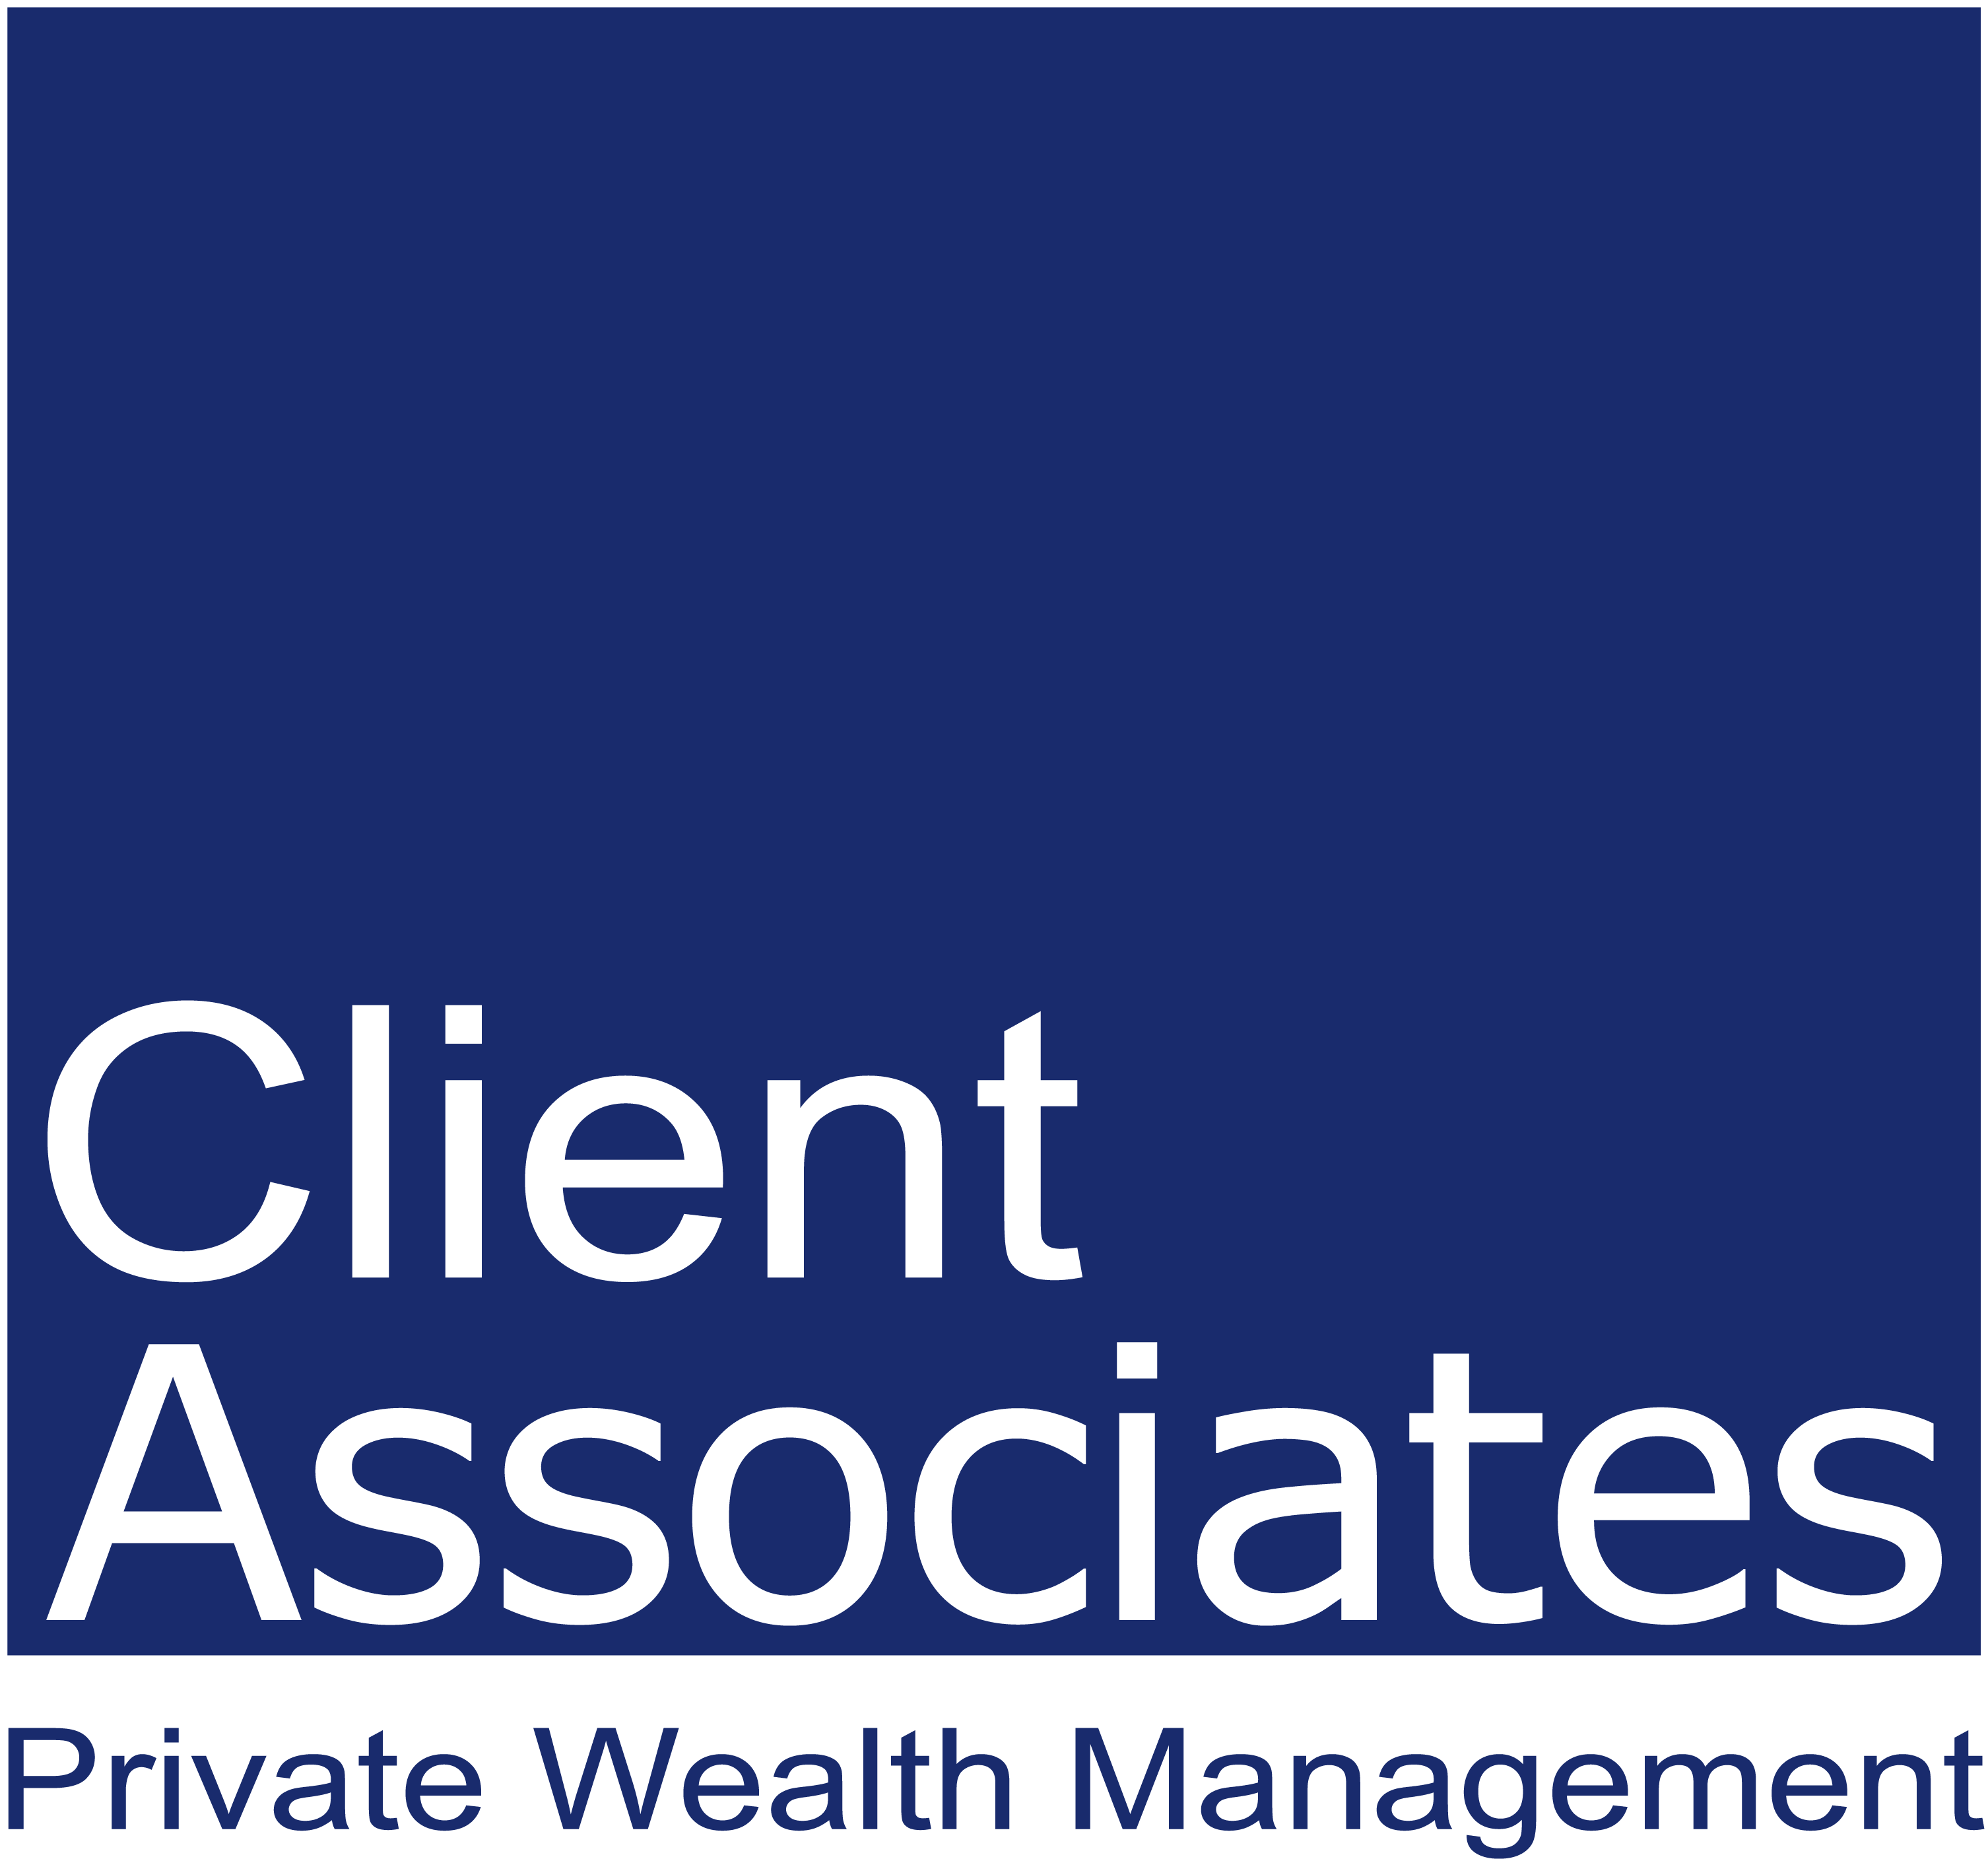 Client
Associates
Private Wealth Management